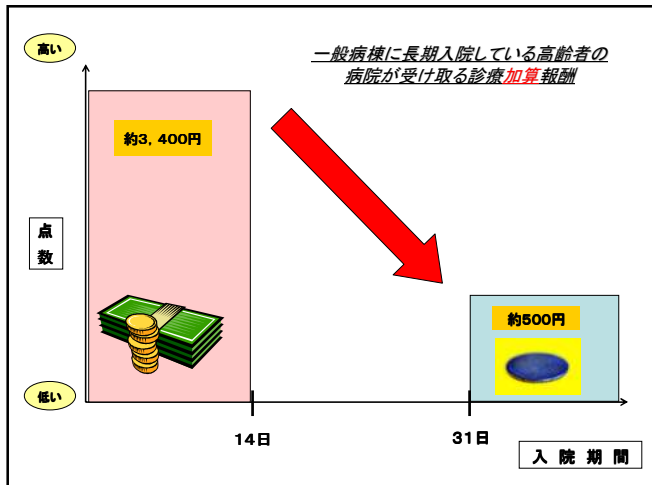 高い
一般病棟に長期入院している高齢者の
病院が受け取る診療加算報酬
約3，400円
点
数
約500円
低い
14日
31日
入 院 期 間